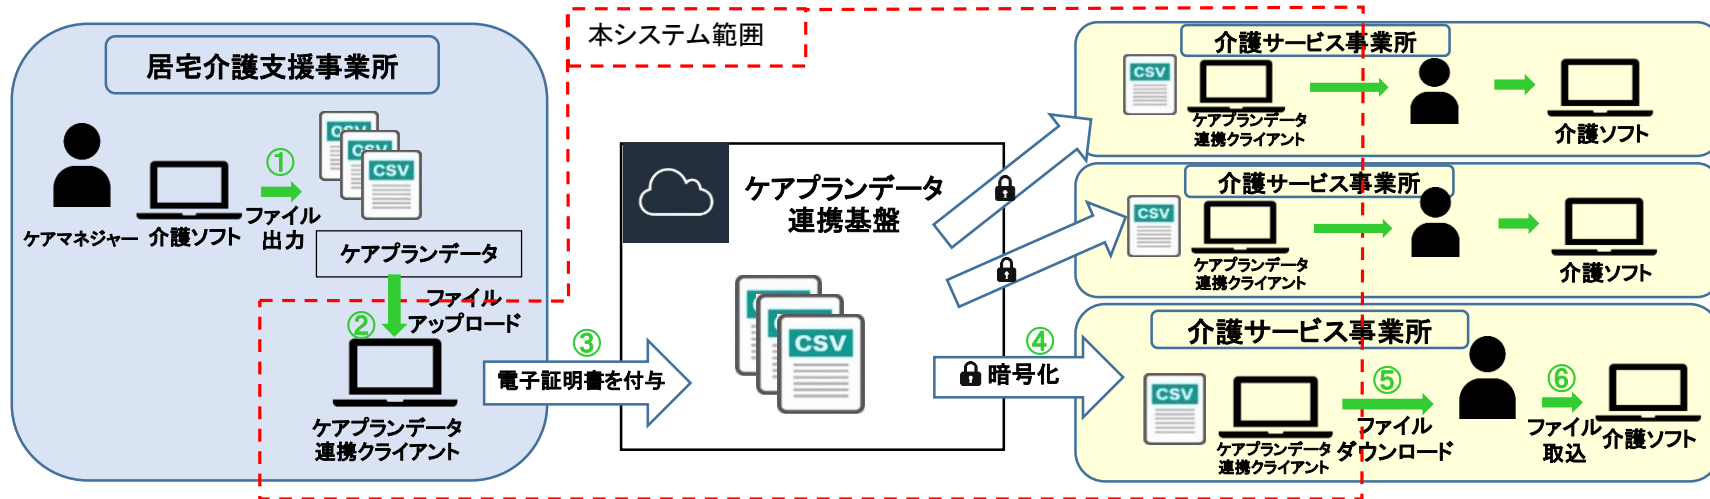 本システム範囲
居宅介護支援事業所
ケアマネジャー
介護ソフト
①
ファイル
出力
CSV
CSV
CSV
ケアプランデータ
②
ファイル
アップロード
ケアプランデータ
連携クライアント
③
電子証明書を付与
ケアプランデータ
連携基盤
CSV
CSV
CSV
④
暗号化
介護サービス事業所
CSV
ケアプランデータ
連携クライアント
介護ソフト
介護サービス事業所
CSV
ケアプランデータ
連携クライアント
介護ソフト
介護サービス事業所
CSV
ケアプランデータ
連携クライアント
⑤
ファイル
ダウンロード
⑥
ファイル
取込
介護ソフト